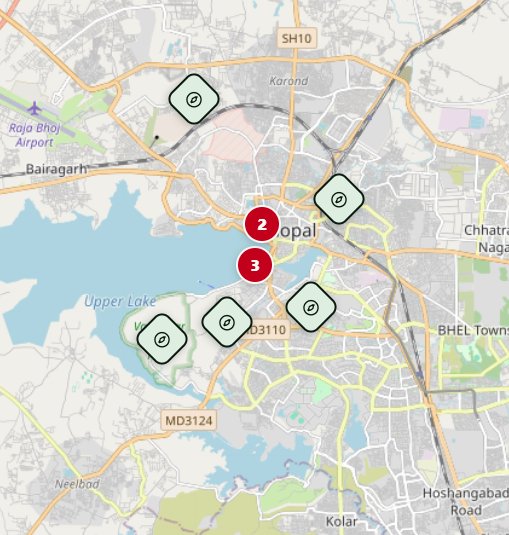 SH10
Karond
Raja Bhoj
Airport
Bairagarh
2
opal
Chhatra
Naga
3
Upper Lake
D3110
BHEL Towns
MD3124
Neelbad
Hoshangabad
Road
Kolar